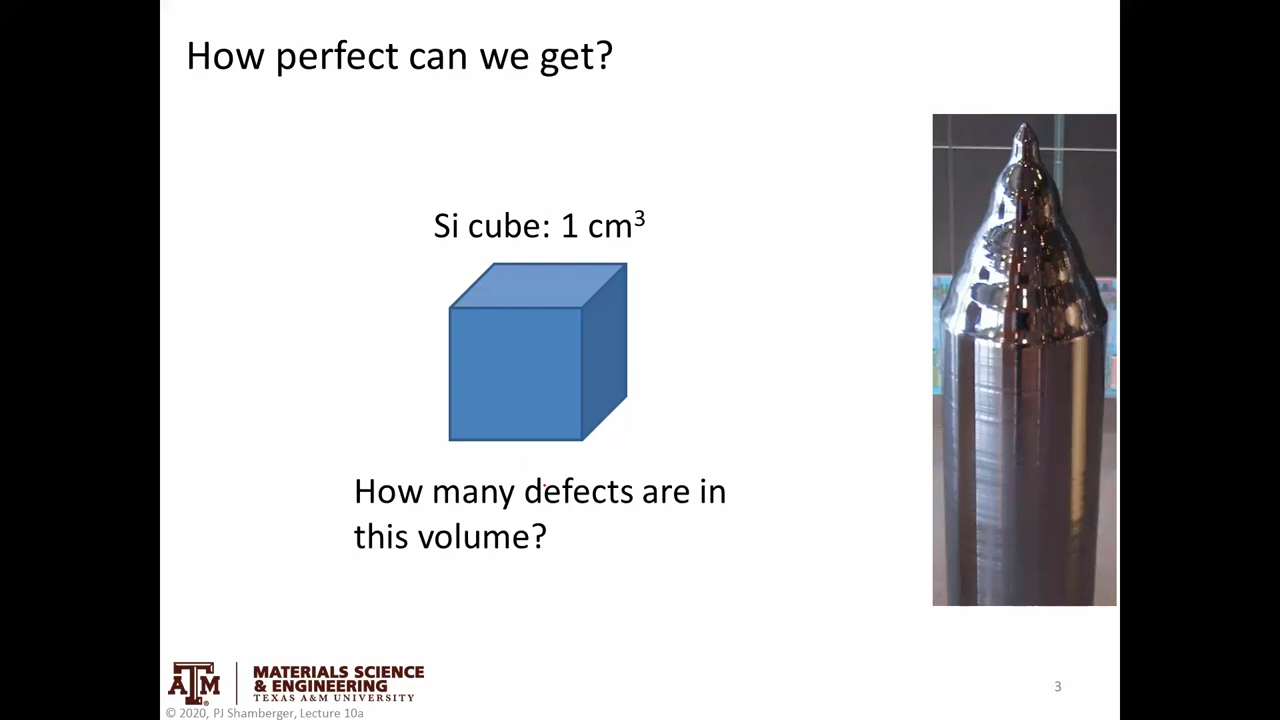 How perfect can we get?
Si cube: 1 cm³
How many defects are in
this volume?
ATM
MATERIALS SCIENCE
& ENGINEERING
TEXAS A&M UNIVERSITY
© 2020, PJ Shamberger, Lecture 10a
3